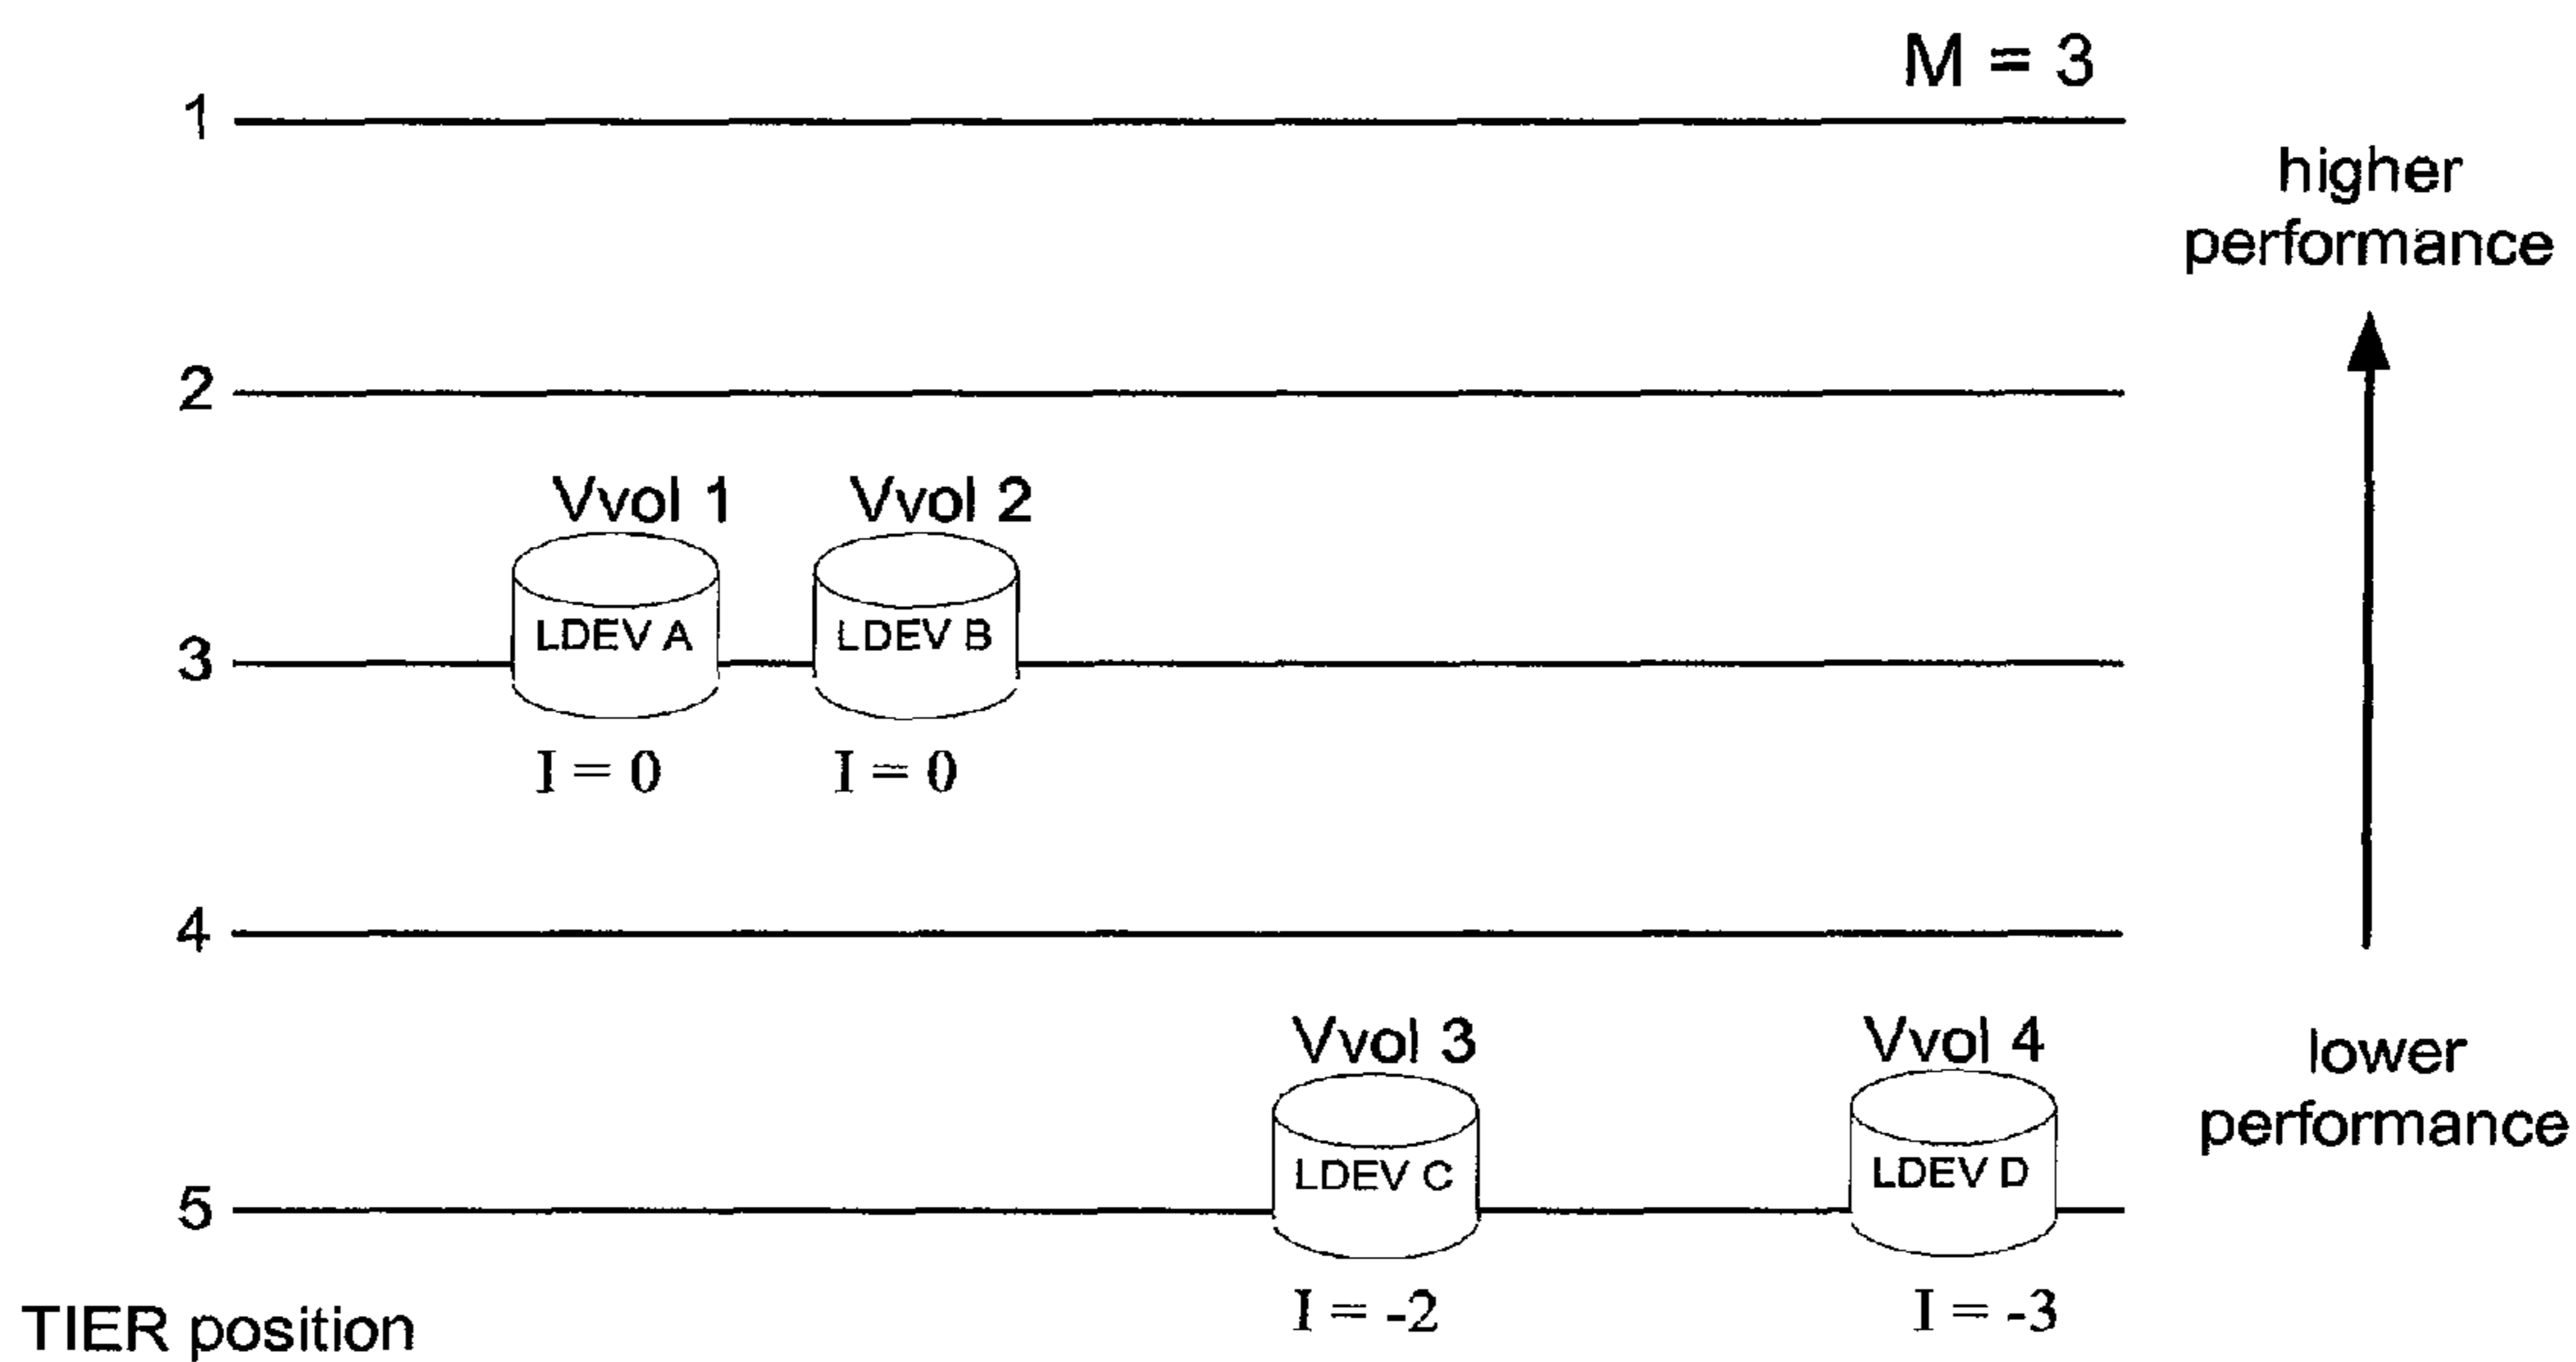 M = 3
1
higher
performance
2
Vvol 1
Vvol 2
LDEV A
LDEV B
3
I = 0
I = 0
4
Vvol 3
Vvol 4
lower
performance
LDEV C
LDEV D
5
I = -2
I = -3
TIER position